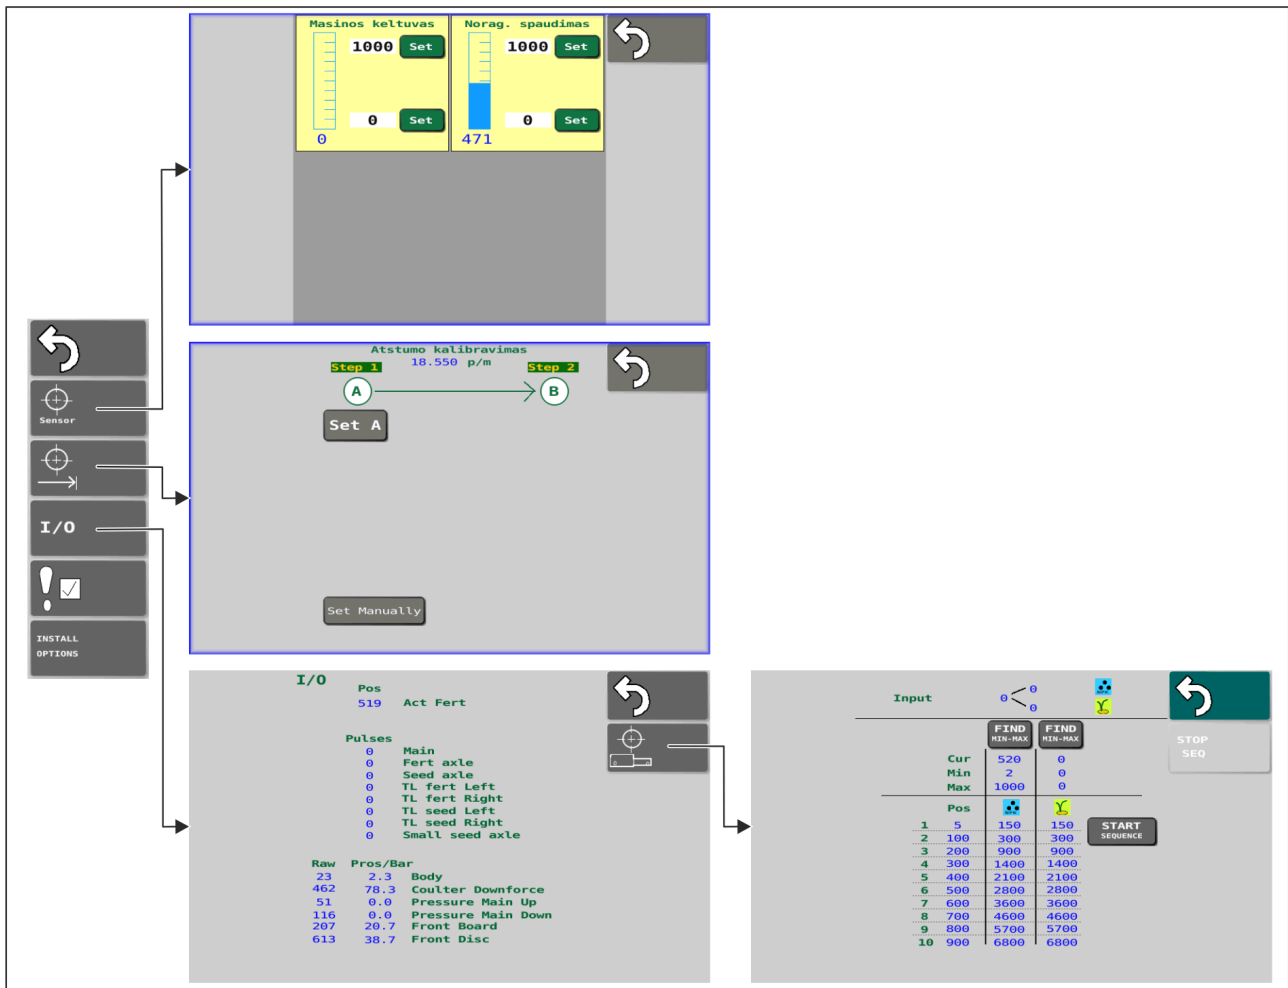 Masinos keltuvas Norag. spaudimas
1000 Set 1000 Set
0 Set 0 Set
0 471
Sensor
I/O
INSTALL
OPTIONS
Atstumo kalibravimas
Step 1 18.550 p/m Step 2
A B
Set A
Set Manually
I/O
Pos
519 Act Fert
Pulses
0 Main
0 Fert axle
0 Seed axle
0 TL fert Left
0 TL fert Right
0 TL seed Left
0 TL seed Right
0 Small seed axle
Raw Pros/Bar
23 2.3 Body
462 78.3 Coulter Downforce
51 0.0 Pressure Main Up
116 0.0 Pressure Main Down
207 20.7 Front Board
613 38.7 Front Disc
Input 0 0
0
FIND FIND
MIN-MAX MIN-MAX
STOP
SEQ
Cur 520 0
Min 2 0
Max 1000 0
Pos
1 5 150 150
2 100 300 300
3 200 900 900
4 300 1400 1400
5 400 2100 2100
6 500 2800 2800
7 600 3600 3600
8 700 4600 4600
9 800 5700 5700
10 900 6800 6800
START
SEQUENCE